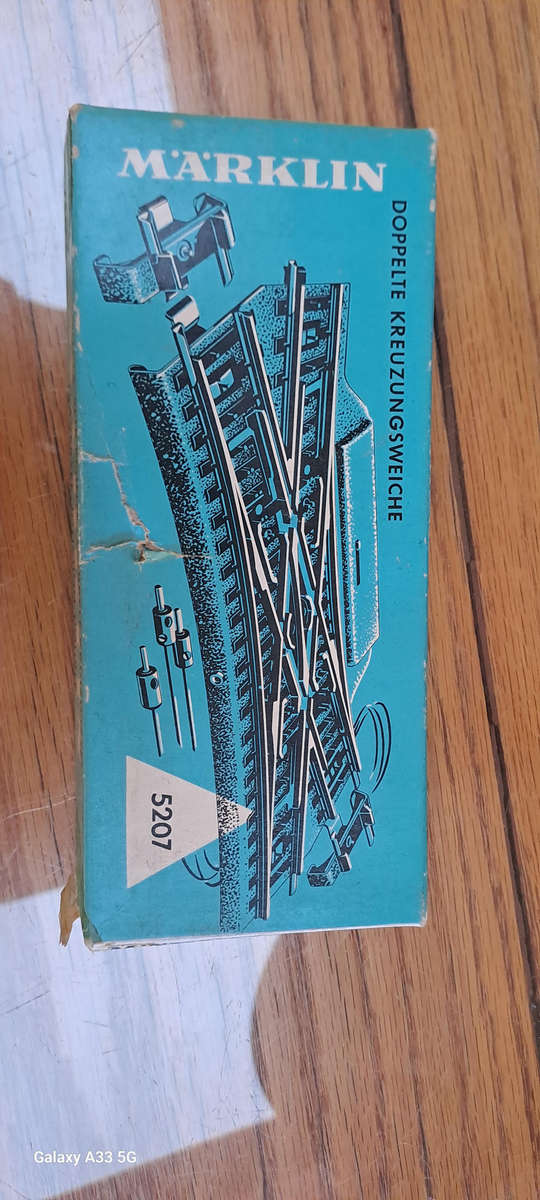 MÄRKLIN
DOPPELTE KREUZUNGSWEICHE
5207
Galaxy A33 5G